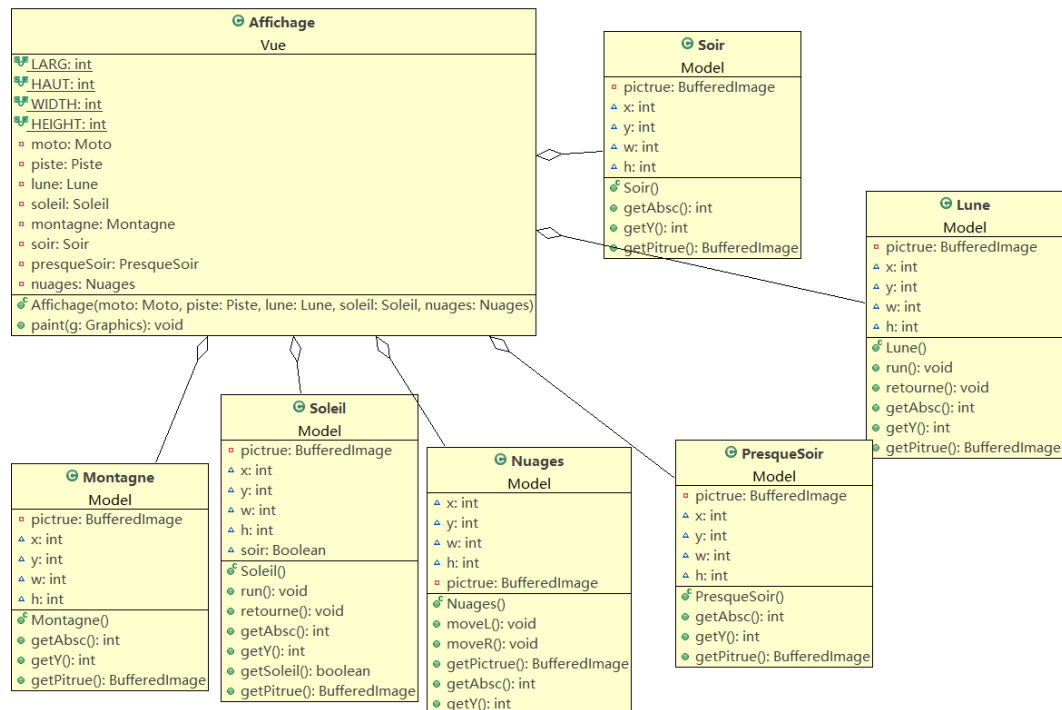 Affichage
Vue
LARG: int
HAUT: int
WIDTH: int
HEIGHT: int
moto: Moto
piste: Piste
lune: Lune
soleil: Soleil
montagne: Montagne
soir: Soir
presqueSoir: PresqueSoir
nuages: Nuages
Affichage(moto: Moto, piste: Piste, lune: Lune, soleil: Soleil, nuages: Nuages)
paint(g: Graphics): void
Soir
Model
pictrue: BufferedImage
x: int
y: int
w: int
h: int
Soir()
getAbsc(): int
getY(): int
getPitrue(): BufferedImage
Lune
Model
pictrue: BufferedImage
x: int
y: int
w: int
h: int
Lune()
run(): void
retourne(): void
getAbsc(): int
getY(): int
getPitrue(): BufferedImage
Montagne
Model
pictrue: BufferedImage
x: int
y: int
w: int
h: int
Montagne()
getAbsc(): int
getY(): int
getPitrue(): BufferedImage
Soleil
Model
pictrue: BufferedImage
x: int
y: int
w: int
h: int
soir: Boolean
Soleil()
run(): void
retourne(): void
getAbsc(): int
getY(): int
getSoleil(): boolean
getPitrue(): BufferedImage
Nuages
Model
x: int
y: int
w: int
h: int
pictrue: BufferedImage
Nuages()
moveL(): void
moveR(): void
getPictrue(): BufferedImage
getAbsc(): int
getY(): int
PresqueSoir
Model
pictrue: BufferedImage
x: int
y: int
w: int
h: int
PresqueSoir()
getAbsc(): int
getY(): int
getPitrue(): BufferedImage